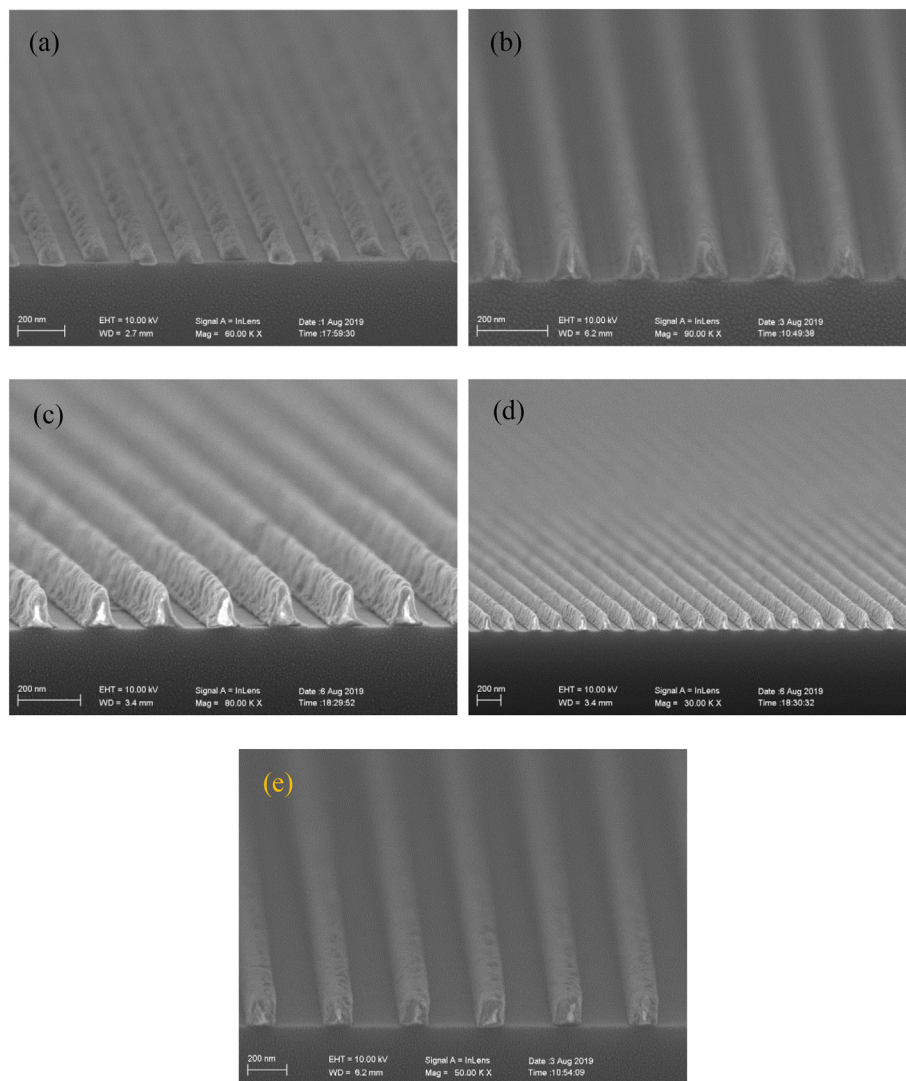 (a)
200 nm EHT = 10.00 kV Signal A = InLens Date :1 Aug 2019
WD = 2.7 mm Mag = 60.00 K X Time :17:59:30
(b)
200 nm EHT = 10.00 kV Signal A = InLens Date :3 Aug 2019
WD = 6.2 mm Mag = 90.00 K X Time :10:49:38
(c)
200 nm EHT = 10.00 kV Signal A = InLens Date :6 Aug 2019
WD = 3.4 mm Mag = 80.00 K X Time :18:29:52
(d)
200 nm EHT = 10.00 kV Signal A = InLens Date :6 Aug 2019
WD = 3.4 mm Mag = 30.00 K X Time :18:30:32
(e)
200 nm EHT = 10.00 kV Signal A = InLens Date :3 Aug 2019
WD = 6.2 mm Mag = 50.00 K X Time :10:54:09